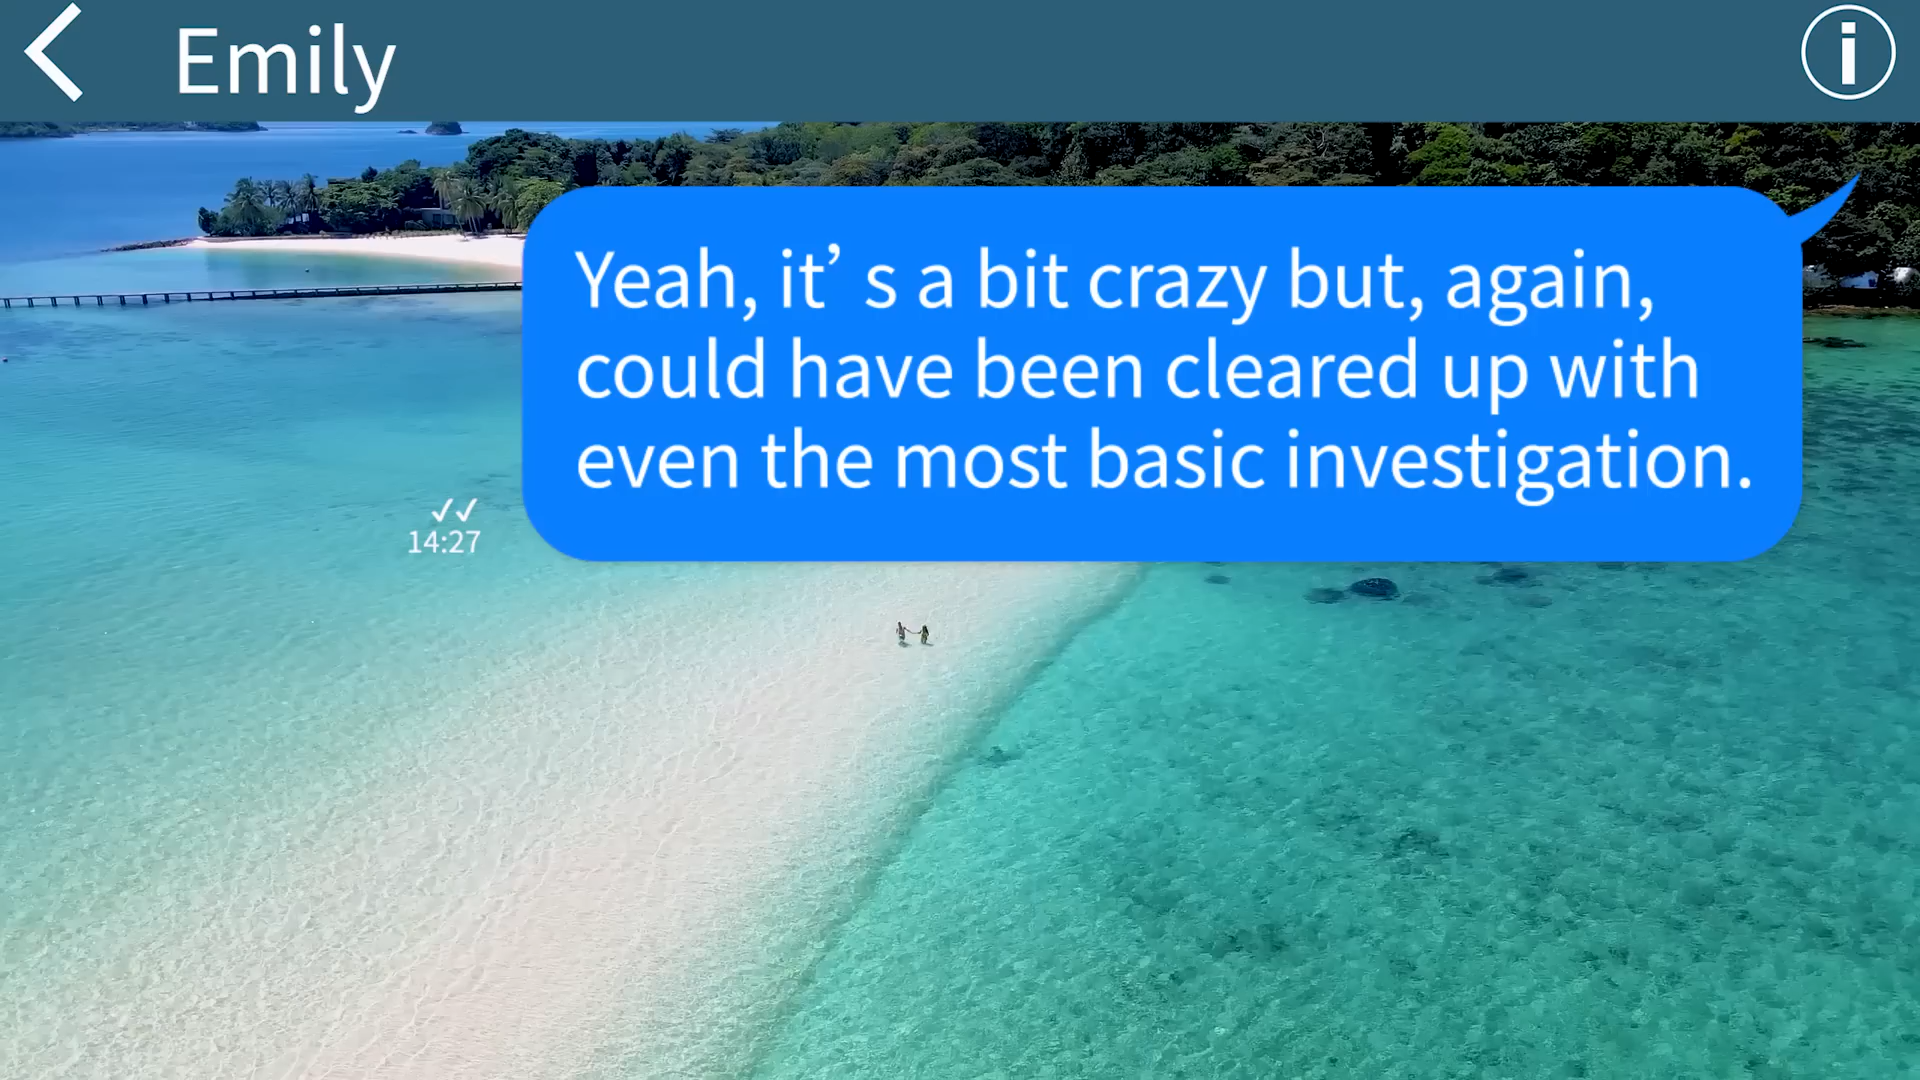 Emily
Yeah, it’s a bit crazy but, again,
could have been cleared up with
even the most basic investigation.
14:27